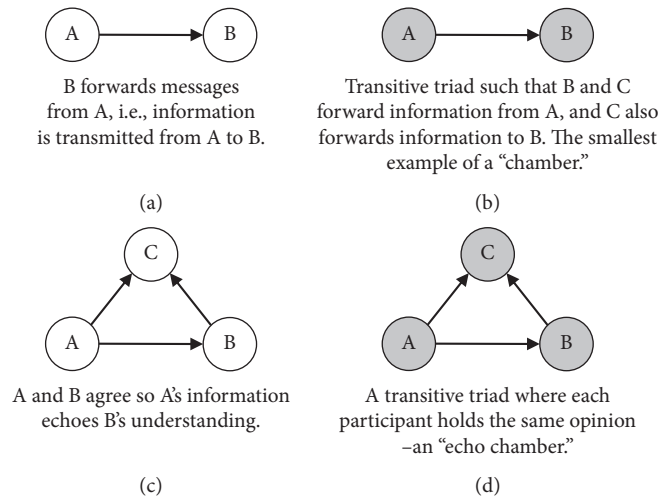 A B
B forwards messages
from A, i.e., information
is transmitted from A to B.
(a)
A B
Transitive triad such that B and C
forward information from A, and C also
forwards information to B. The smallest
example of a “chamber.”
(b)
C
A B
A and B agree so A’s information
echoes B’s understanding.
(c)
C
A B
A transitive triad where each
participant holds the same opinion
–an “echo chamber.”
(d)